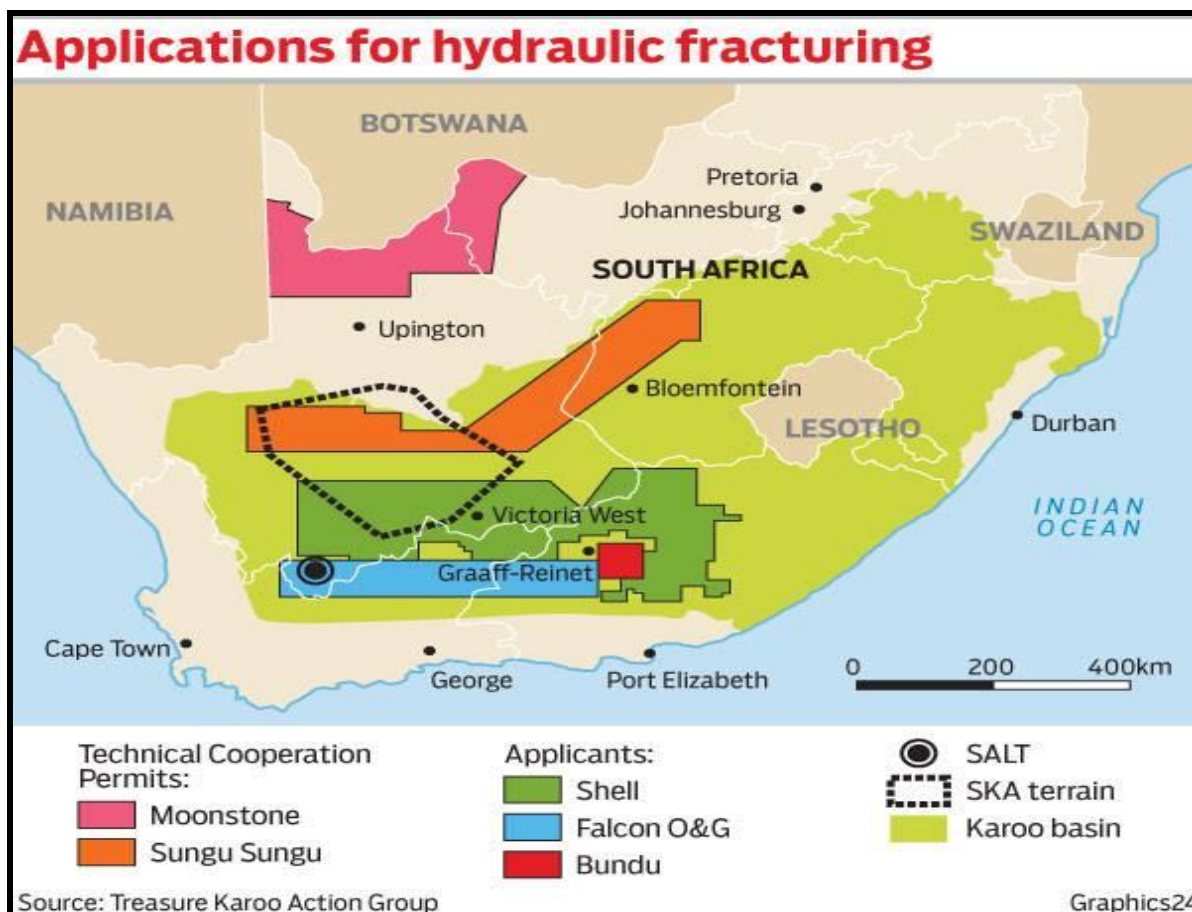 Applications for hydraulic fracturing
BOTSWANA
NAMIBIA
Pretoria
Johannesburg
SWAZILAND
SOUTH AFRICA
Upington
Bloemfontein
LESOTHO
Durban
INDIAN
OCEAN
Victoria West
Graaff-Reinet
Cape Town
George
Port Elizabeth
0 200 400km
Technical Cooperation
Permits:
Moonstone
Sungu Sungu
Applicants:
Shell
Falcon O&G
Bundu
SALT
SKA terrain
Karoo basin
Source: Treasure Karoo Action Group
Graphics24